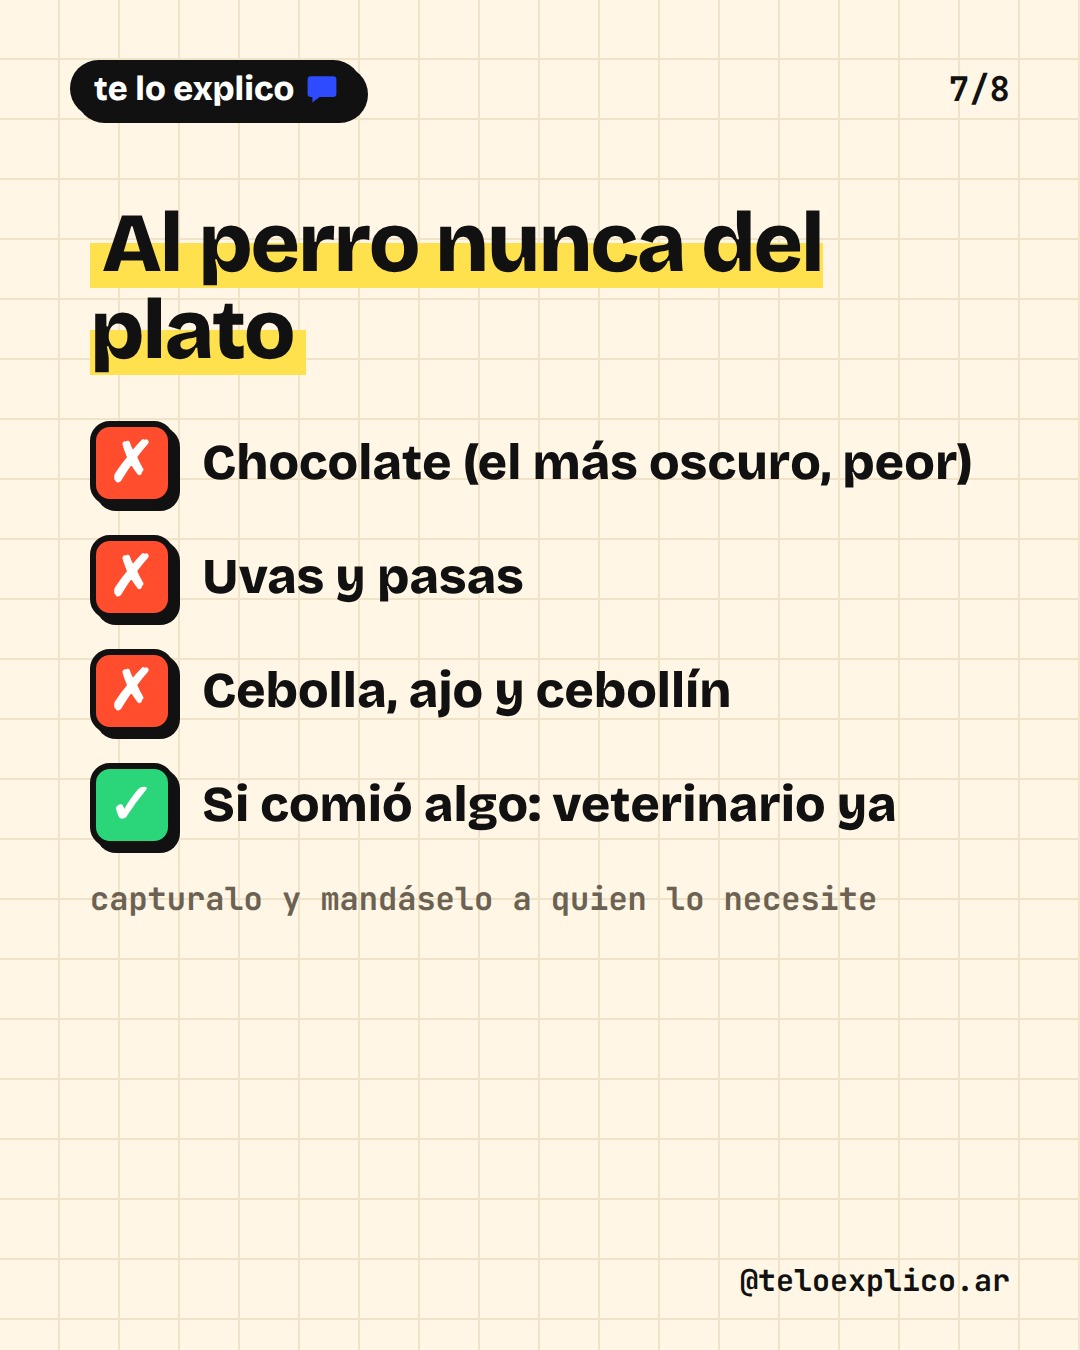 te lo explico
7/8
Al perro nunca del
plato
✗ Chocolate (el más oscuro, peor)
✗ Uvas y pasas
✗ Cebolla, ajo y cebollín
✓ Si comió algo: veterinario ya
capturalo y mandáselo a quien lo necesite
@teloexplico.ar